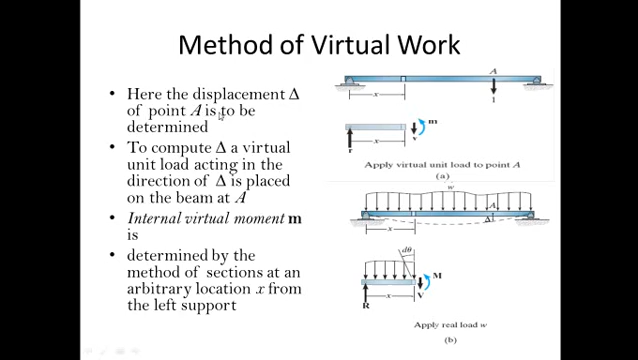 Method of Virtual Work
• Here the displacement Δ
of point A is to be
determined
• To compute Δ a virtual
unit load acting in the
direction of Δ is placed
on the beam at A
• Internal virtual moment m
is
• determined by the
method of sections at an
arbitrary location x from
the left support
A
x
1
m
v
x
r
Apply virtual unit load to point A
(a)
w
A
Δ
x
dθ
M
V
x
R
Apply real load w
(b)